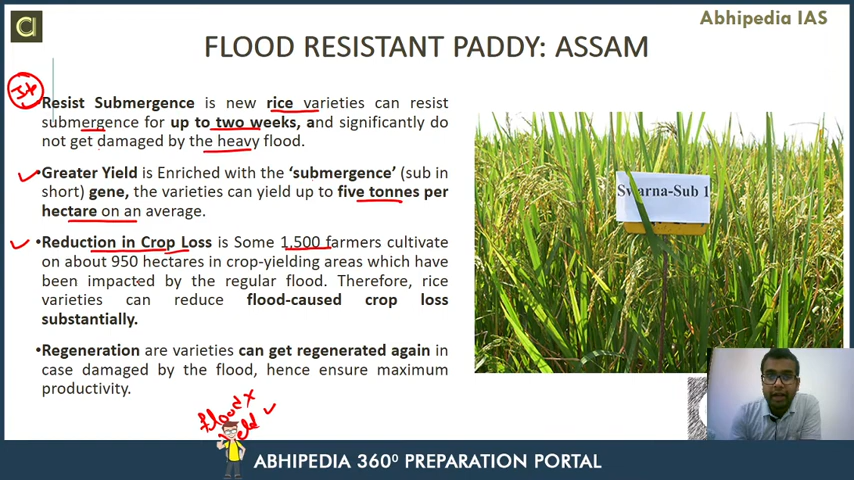 Abhipedia IAS
FLOOD RESISTANT PADDY: ASSAM
•Resist Submergence is new rice varieties can resist
submergence for up to two weeks, and significantly do
not get damaged by the heavy flood.
•Greater Yield is Enriched with the ‘submergence’ (sub in
short) gene, the varieties can yield up to five tonnes per
hectare on an average.
•Reduction in Crop Loss is Some 1,500 farmers cultivate
on about 950 hectares in crop-yielding areas which have
been impacted by the regular flood. Therefore, rice
varieties can reduce flood-caused crop loss
substantially.
•Regeneration are varieties can get regenerated again in
case damaged by the flood, hence ensure maximum
productivity.
Swarna-Sub 1
flood x
ABHIPEDIA 360⁰ PREPARATION PORTAL